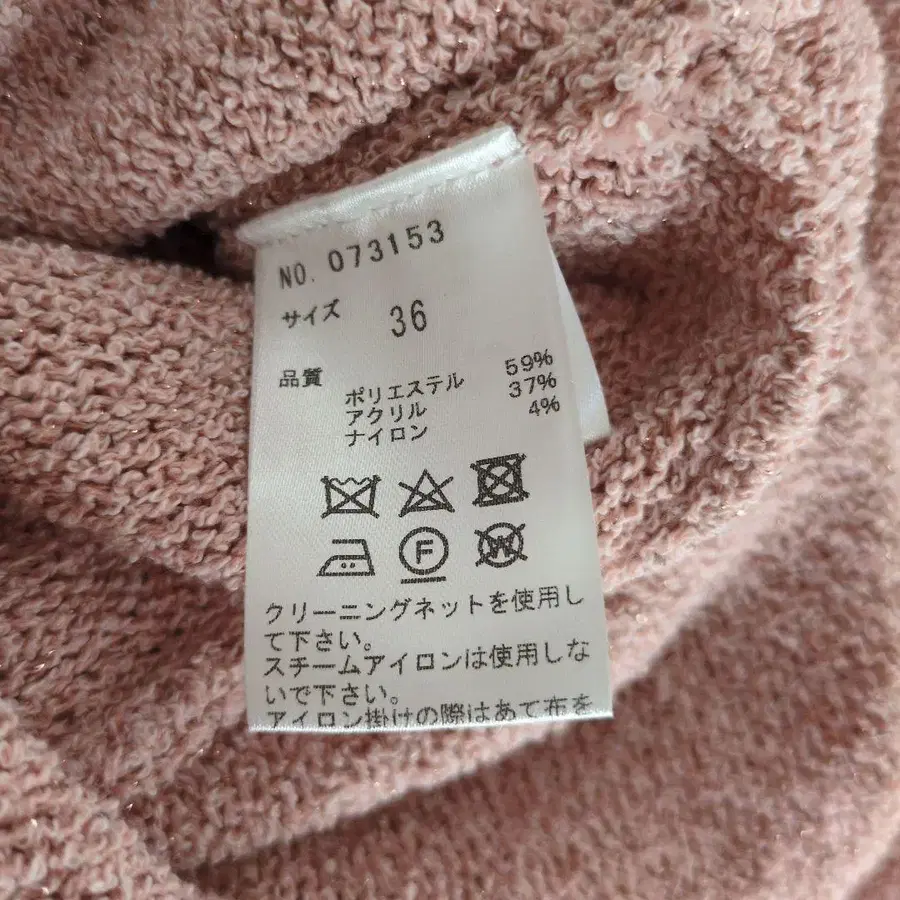 NO. 073153
サイズ 36
品質
ポリエステル 59%
アクリル 37%
ナイロン 4%
F W
クリーニングネットを使用し
て下さい。
スチームアイロンは使用しな
いで下さい。
アイロン掛けの際はあて布を